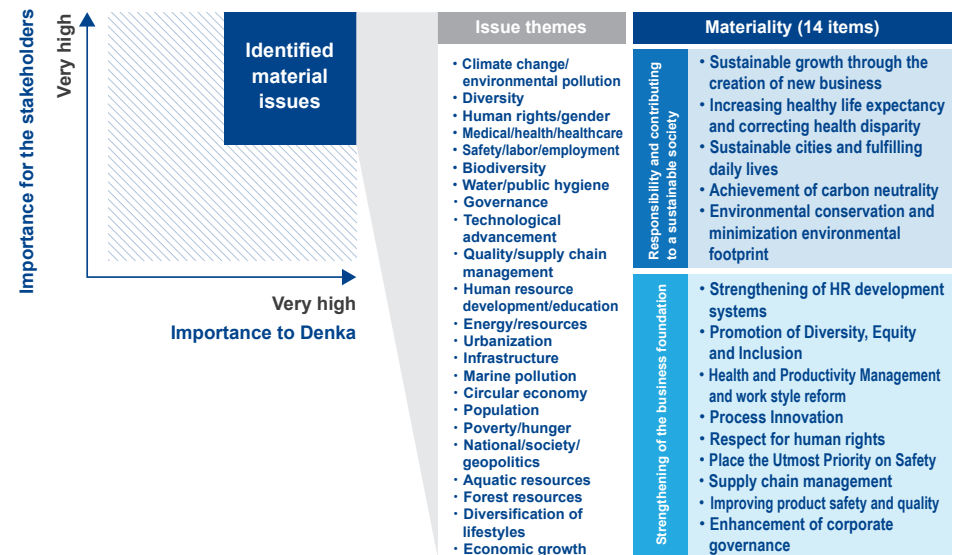 Importance for the stakeholders
Very high
Identified
material
issues
Very high
Importance to Denka
Issue themes
・Climate change/
environmental pollution
・Diversity
・Human rights/gender
・Medical/health/healthcare
・Safety/labor/employment
・Biodiversity
・Water/public hygiene
・Governance
・Technological
advancement
・Quality/supply chain
management
・Human resource
development/education
・Energy/resources
・Urbanization
・Infrastructure
・Marine pollution
・Circular economy
・Population
・Poverty/hunger
・National/society/
geopolitics
・Aquatic resources
・Forest resources
・Diversification of
lifestyles
・Economic growth
Materiality (14 items)
Responsibility and contributing
to a sustainable society
• Sustainable growth through the
creation of new business
• Increasing healthy life expectancy
and correcting health disparity
• Sustainable cities and fulfilling
daily lives
• Achievement of carbon neutrality
• Environmental conservation and
minimization environmental
footprint
Strengthening of the business foundation
• Strengthening of HR development
systems
• Promotion of Diversity, Equity
and Inclusion
• Health and Productivity Management
and work style reform
• Process Innovation
• Respect for human rights
• Place the Utmost Priority on Safety
• Supply chain management
• Improving product safety and quality
• Enhancement of corporate
governance